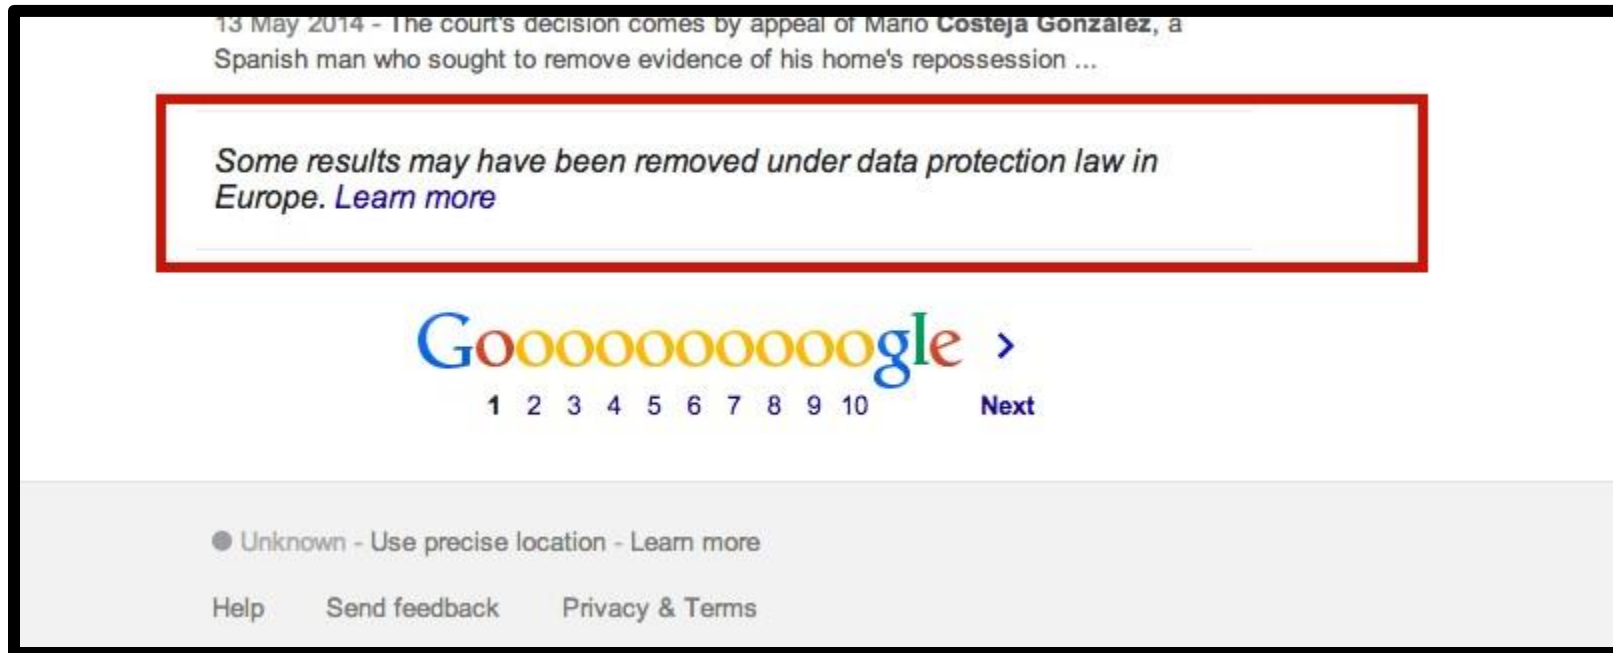 13 May 2014 - The court's decision comes by appeal of Mario Costeja González, a
Spanish man who sought to remove evidence of his home's repossession ...
Some results may have been removed under data protection law in
Europe. Learn more
Goooooooooogle >
1 2 3 4 5 6 7 8 9 10 Next
Unknown - Use precise location - Learn more
Help Send feedback Privacy & Terms